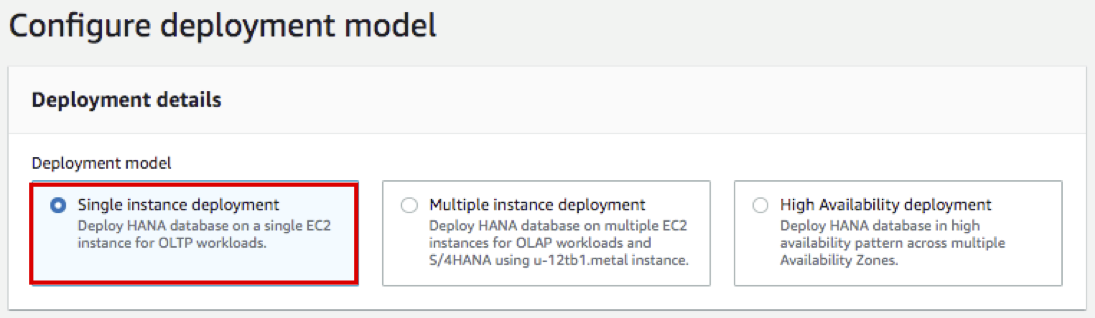 Configure deployment model
Deployment details
Deployment model
Single instance deployment
Deploy HANA database on a single EC2
instance for OLTP workloads.
Multiple instance deployment
Deploy HANA database on multiple EC2
instances for OLAP workloads and
S/4HANA using u-12tb1.metal instance.
High Availability deployment
Deploy HANA database in high
availability pattern across multiple
Availability Zones.